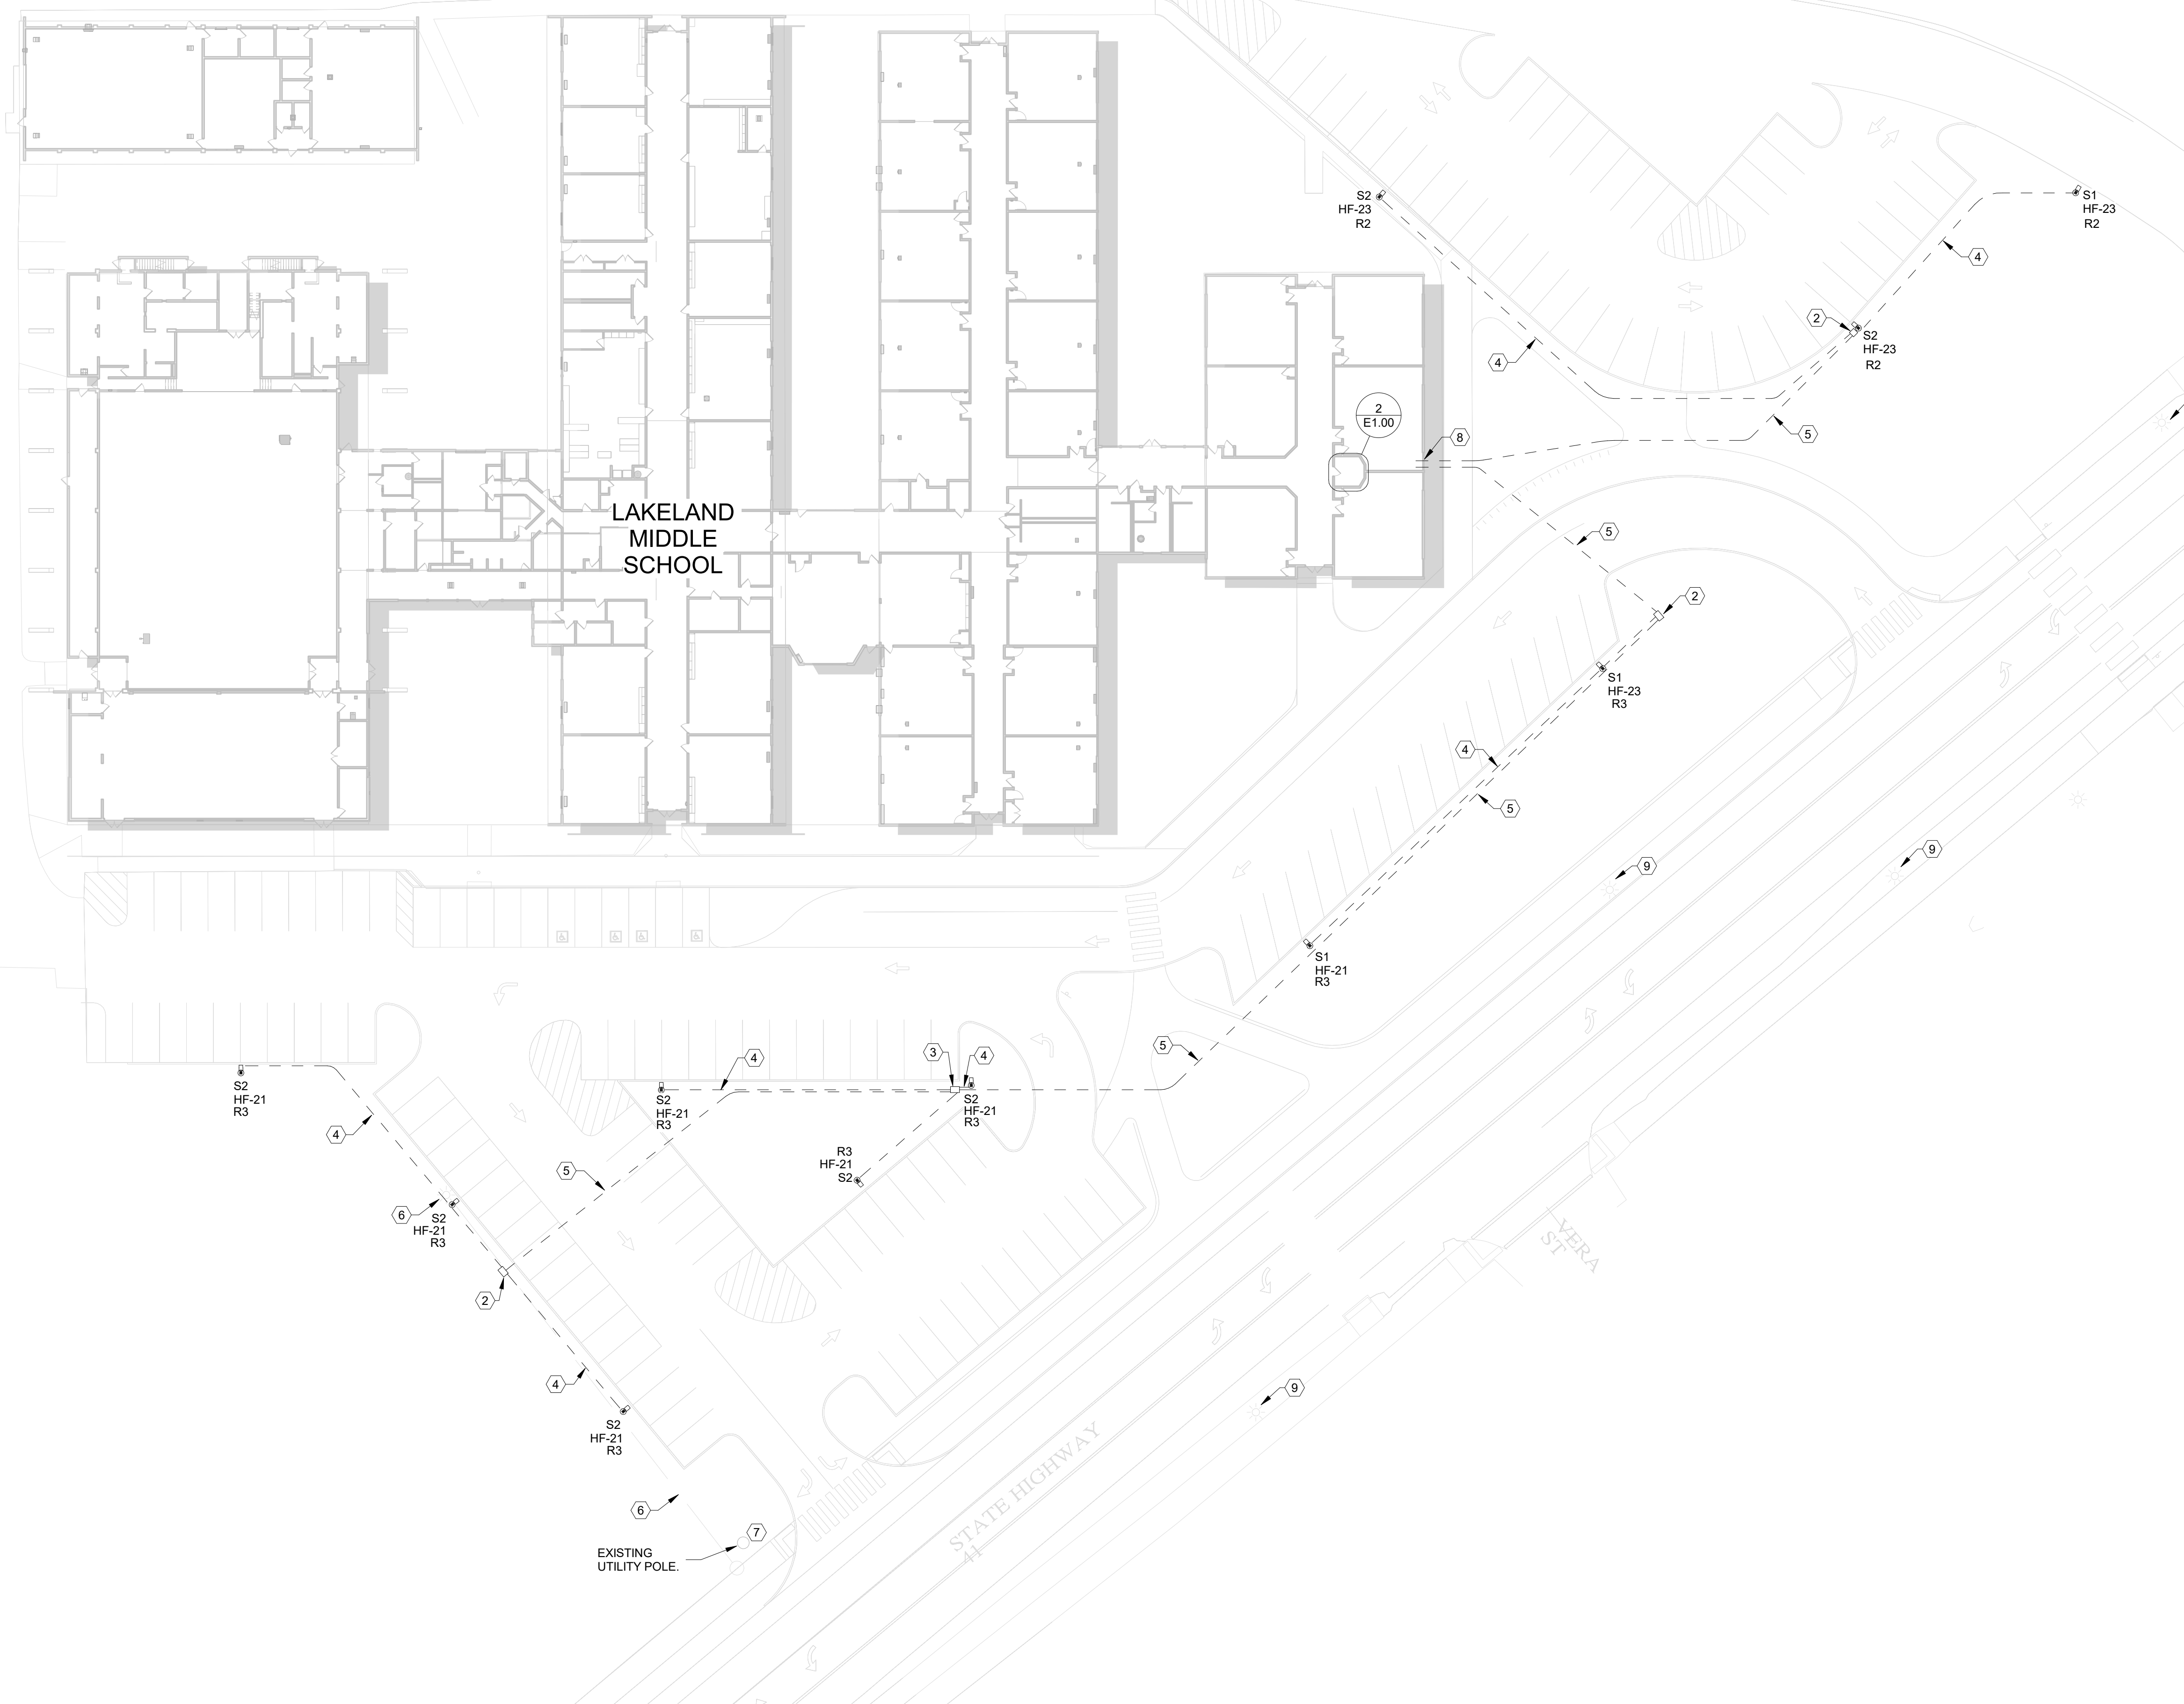 S2
HF-23
R2
S1
HF-23
R2
4
2
S2
HF-23
R2
4
2
E1.00
5
8
LAKELAND
MIDDLE
SCHOOL
5
2
S1
HF-23
R3
4
5
9
9
S1
HF-21
R3
5
4
3
4
S2
HF-21
R3
S2
HF-21
R3
S2
HF-21
R3
4
R3
HF-21
S2
5
6
S2
HF-21
R3
2
4
S2
HF-21
R3
9
VERA
ST
STATE HIGHWAY
41
6
7
EXISTING
UTILITY POLE.